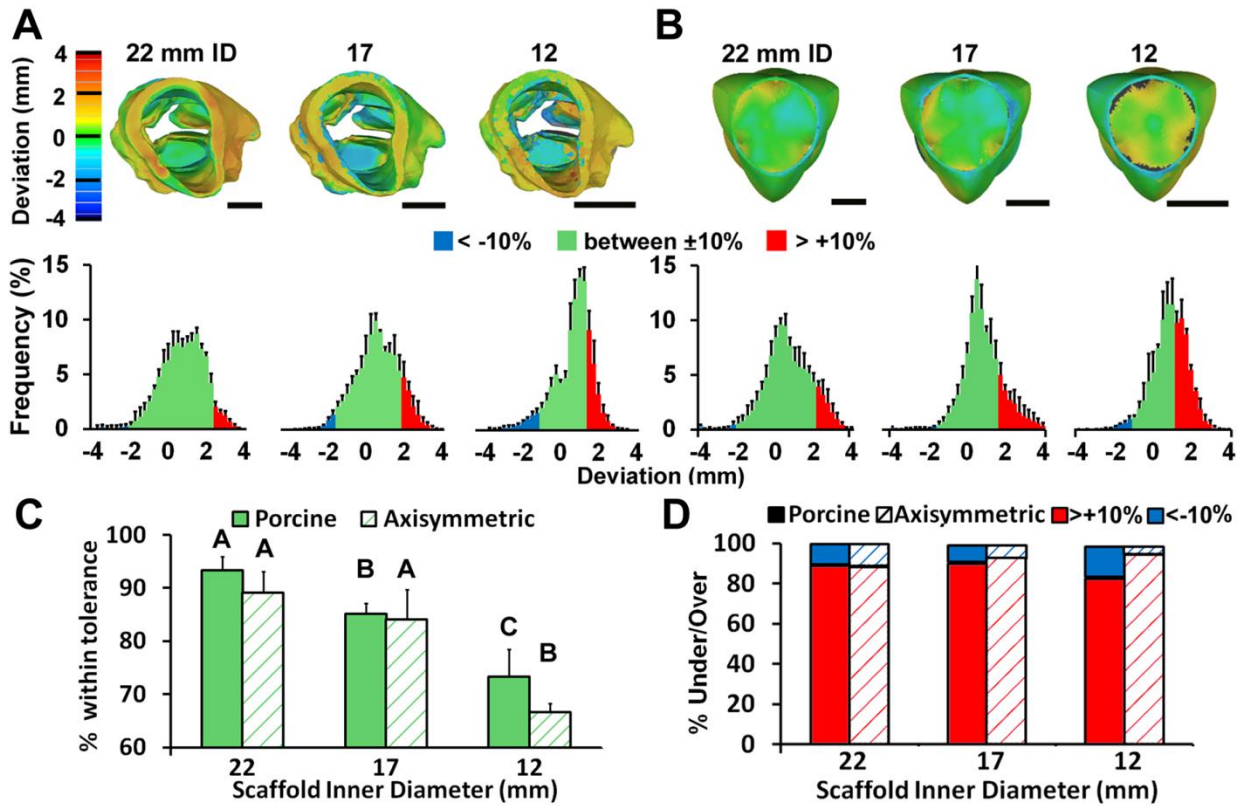 A
B
22 mm ID 17 12
22 mm ID 17 12
Deviation (mm)
4
2
0
-2
-4
< -10% between ±10% > +10%
Frequency (%)
15
10
5
0
15
10
5
0
-4 -2 0 2 4 -4 -2 0 2 4 -4 -2 0 2 4 -4 -2 0 2 4 -4 -2 0 2 4 -4 -2 0 2 4
Deviation (mm)
C
Porcine Axisymmetric
% within tolerance
100
90
80
70
60
A A B A C B
22 17 12
Scaffold Inner Diameter (mm)
D
Porcine Axisymmetric >+10% <-10%
% Under/Over
100
80
60
40
20
0
22 17 12
Scaffold Inner Diameter (mm)